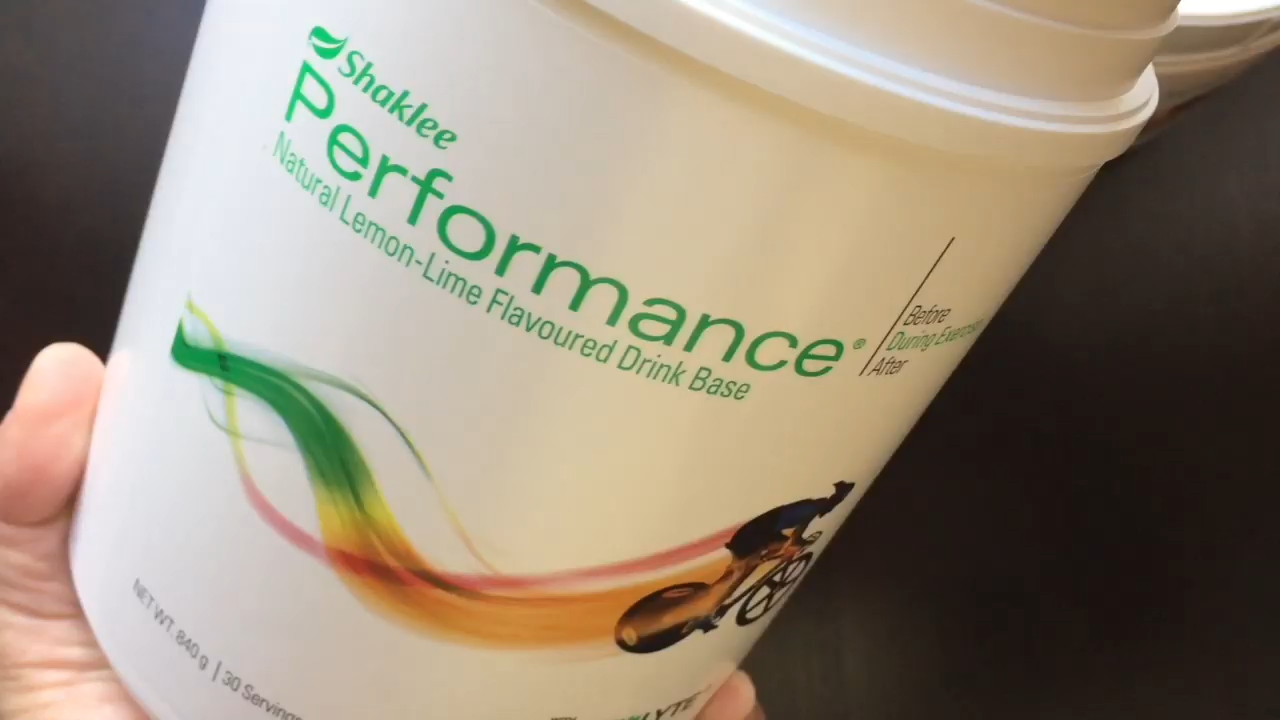 Shaklee
Performance®
Natural Lemon-Lime Flavoured Drink Base
Before
During Exercise
After
NET WT. 840 g | 30 Servings